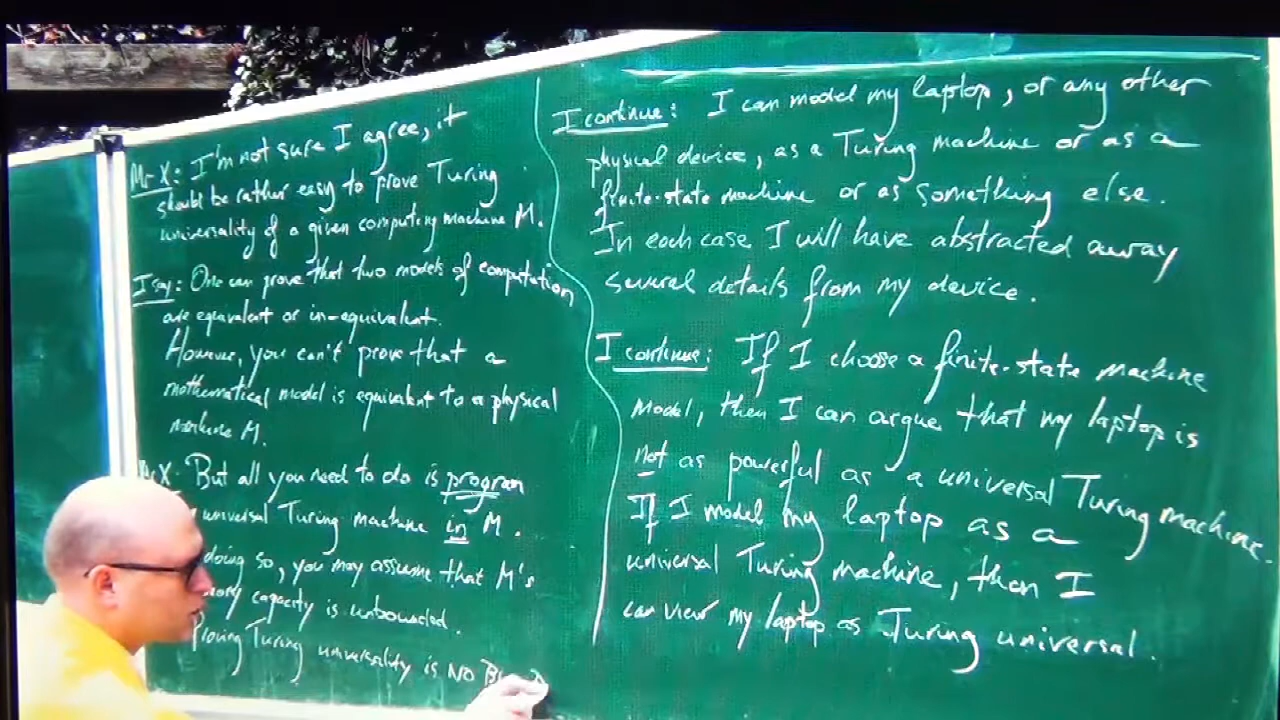 Mr X: I'm not sure I agree, it
should be rather easy to prove Turing
universality of a given computing machine M.
I say: One can prove that two models of computation
are equivalent or in-equivalent.
However, you can't prove that a
mathematical model is equivalent to a physical
machine M.
X: But all you need to do is program
universal Turing machine in M.
doing so, you may assume that M's
capacity is unbounded.
Proving Turing universality is NO
I continue: I can model my laptop, or any other
physical device, as a Turing machine or as a
finite-state machine or as something else.
In each case I will have abstracted away
several details from my device.
I continue: If I choose a finite-state machine
model, then I can argue that my laptop is
not as powerful as a universal Turing machine.
If I model my laptop as a
universal Turing machine, then I
can view my laptop as Turing universal.